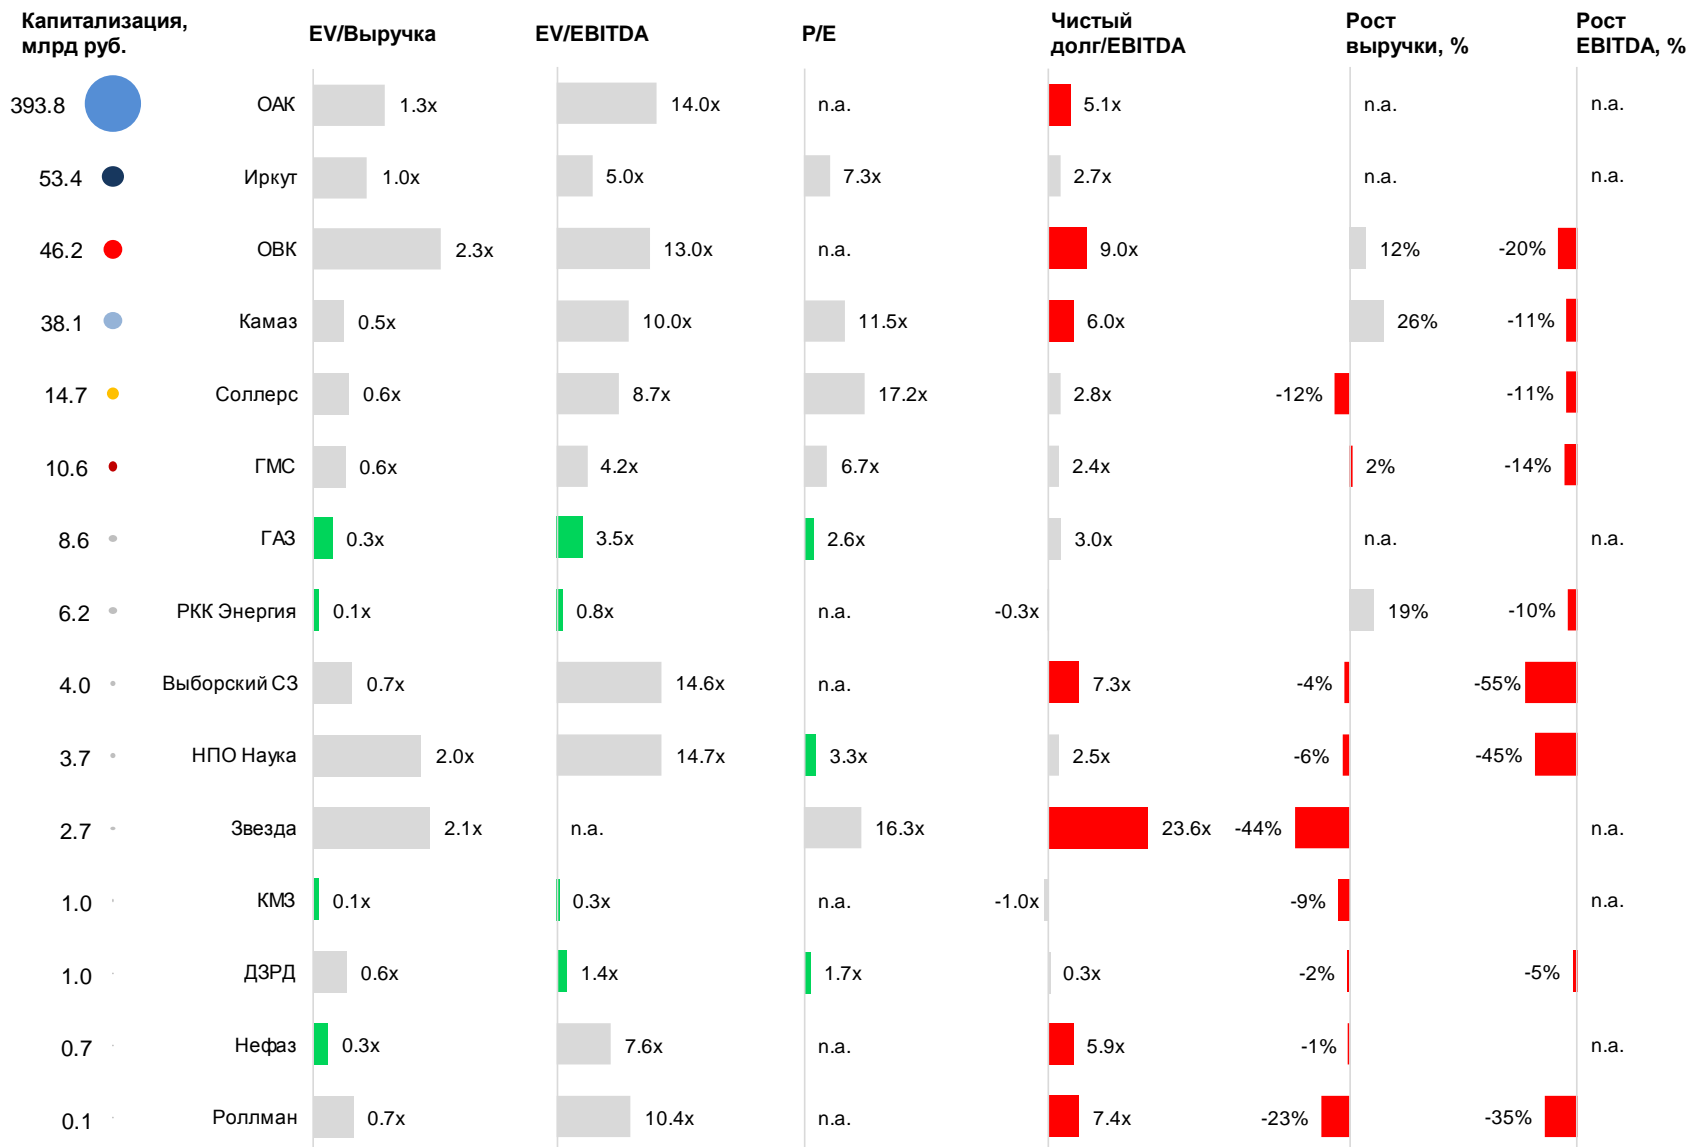 Капитализация, млрд руб. EV/Выручка EV/EBITDA P/E Чистый долг/EBITDA Рост выручки, % Рост EBITDA, %
393.8 ОАК 1.3x 14.0x n.a. 5.1x n.a. n.a.
53.4 Иркут 1.0x 5.0x 7.3x 2.7x n.a. n.a.
46.2 ОВК 2.3x 13.0x n.a. 9.0x 12% -20%
38.1 Камаз 0.5x 10.0x 11.5x 6.0x 26% -11%
14.7 Соллерс 0.6x 8.7x 17.2x 2.8x -12% -11%
10.6 ГМС 0.6x 4.2x 6.7x 2.4x 2% -14%
8.6 ГАЗ 0.3x 3.5x 2.6x 3.0x n.a. n.a.
6.2 РКК Энергия 0.1x 0.8x n.a. -0.3x 19% -10%
4.0 Выборский СЗ 0.7x 14.6x n.a. 7.3x -4% -55%
3.7 НПО Наука 2.0x 14.7x 3.3x 2.5x -6% -45%
2.7 Звезда 2.1x n.a. 16.3x 23.6x -44% n.a.
1.0 КМЗ 0.1x 0.3x n.a. -1.0x -9% n.a.
1.0 ДЗРД 0.6x 1.4x 1.7x 0.3x -2% -5%
0.7 Нефаз 0.3x 7.6x n.a. 5.9x -1% n.a.
0.1 Роллман 0.7x 10.4x n.a. 7.4x -23% -35%